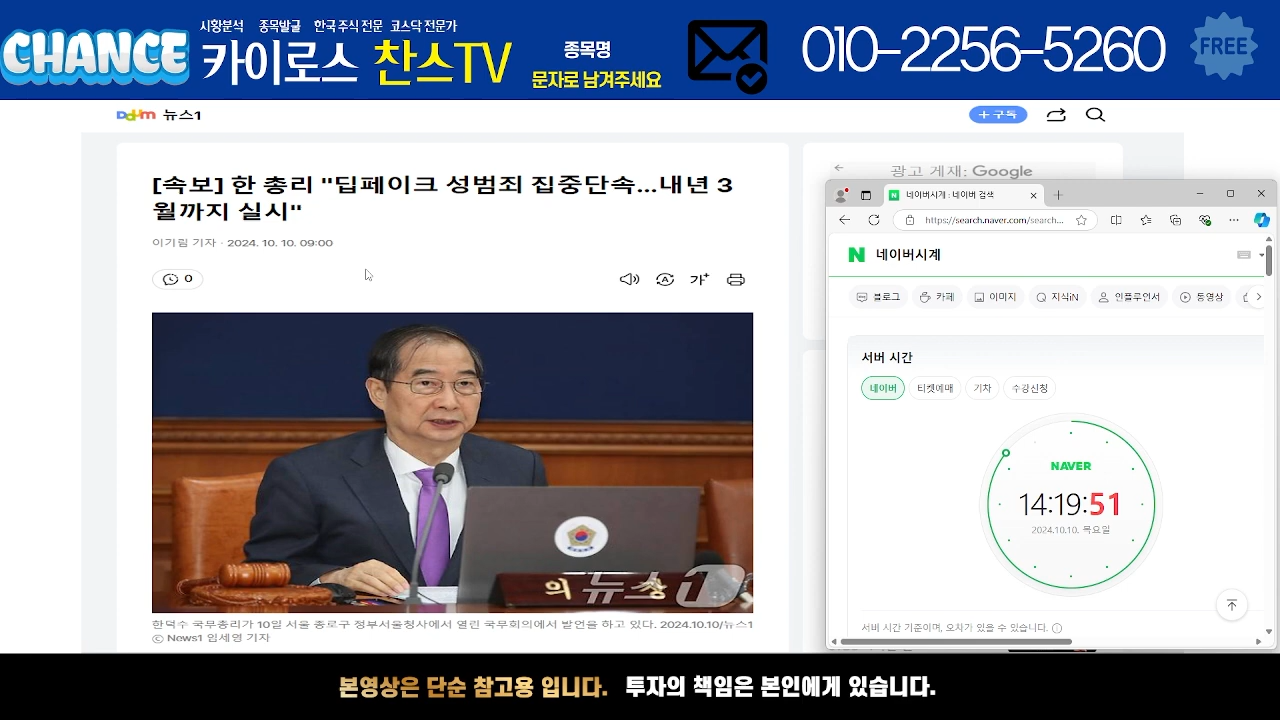 CHANCE
시황분석 종목발굴 한국 주식 전문 코스닥 전문가
카이로스 찬스TV
종목명
문자로 남겨주세요
010-2256-5260
FREE
Daum 뉴스1
+ 구독
[속보] 한 총리 "딥페이크 성범죄 집중단속...내년 3
월까지 실시"
이기림 기자 · 2024. 10. 10. 09:00
0
가+
의 장
뉴스1
한덕수 국무총리가 10일 서울 종로구 정부서울청사에서 열린 국무회의에서 발언을 하고 있다. 2024.10.10/뉴스1
ⓒ News1 임세영 기자
광고 게재: Google
네이버시계 : 네이버 검색
https://search.naver.com/search...
N 네이버시계
블로그 카페 이미지 지식iN 인플루언서 동영상
서버 시간
네이버 티켓예매 기차 수강신청
NAVER
14:19:51
2024.10.10. 목요일
서버 시간 기준이며, 오차가 있을 수 있습니다.
본영상은 단순 참고용 입니다. 투자의 책임은 본인에게 있습니다.